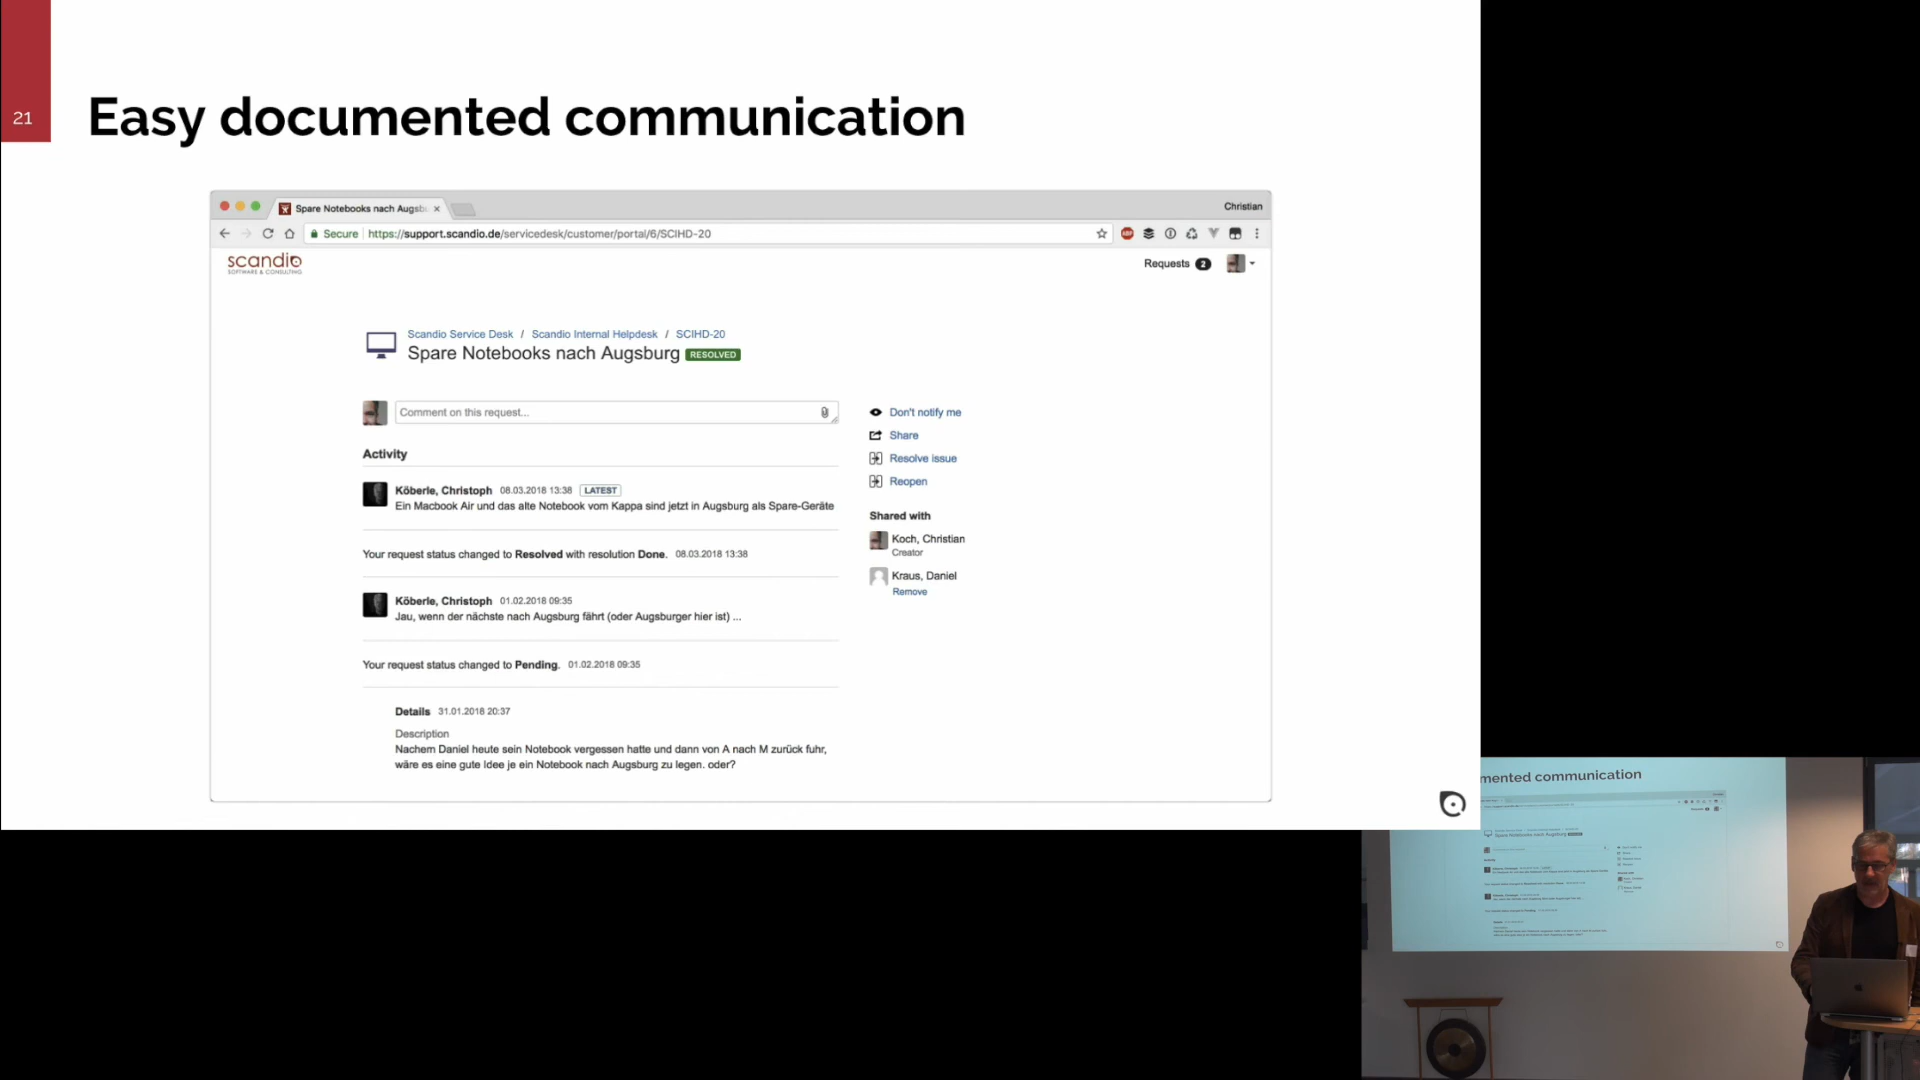 21
Easy documented communication
Spare Notebooks nach Augsb
Christian
Secure
https://support.scandio.de/servicedesk/customer/portal/6/SCIHD-20
ABP
scandio
SOFTWARE & CONSULTING
Requests 2
Scandio Service Desk / Scandio Internal Helpdesk / SCIHD-20
Spare Notebooks nach Augsburg RESOLVED
Comment on this request...
Don't notify me
Share
Resolve issue
Reopen
Activity
Köberle, Christoph 08.03.2018 13:38 LATEST
Ein Macbook Air und das alte Notebook vom Kappa sind jetzt in Augsburg als Spare-Geräte
Shared with
Koch, Christian
Creator
Kraus, Daniel
Remove
Your request status changed to Resolved with resolution Done. 08.03.2018 13:38
Köberle, Christoph 01.02.2018 09:35
Jau, wenn der nächste nach Augsburg fährt (oder Augsburger hier ist) ...
Your request status changed to Pending. 01.02.2018 09:35
Details 31.01.2018 20:37
Description
Nachem Daniel heute sein Notebook vergessen hatte und dann von A nach M zurück fuhr,
wäre es eine gute Idee je ein Notebook nach Augsburg zu legen. oder?
mented communication
Spare Notebooks nach Augsburg